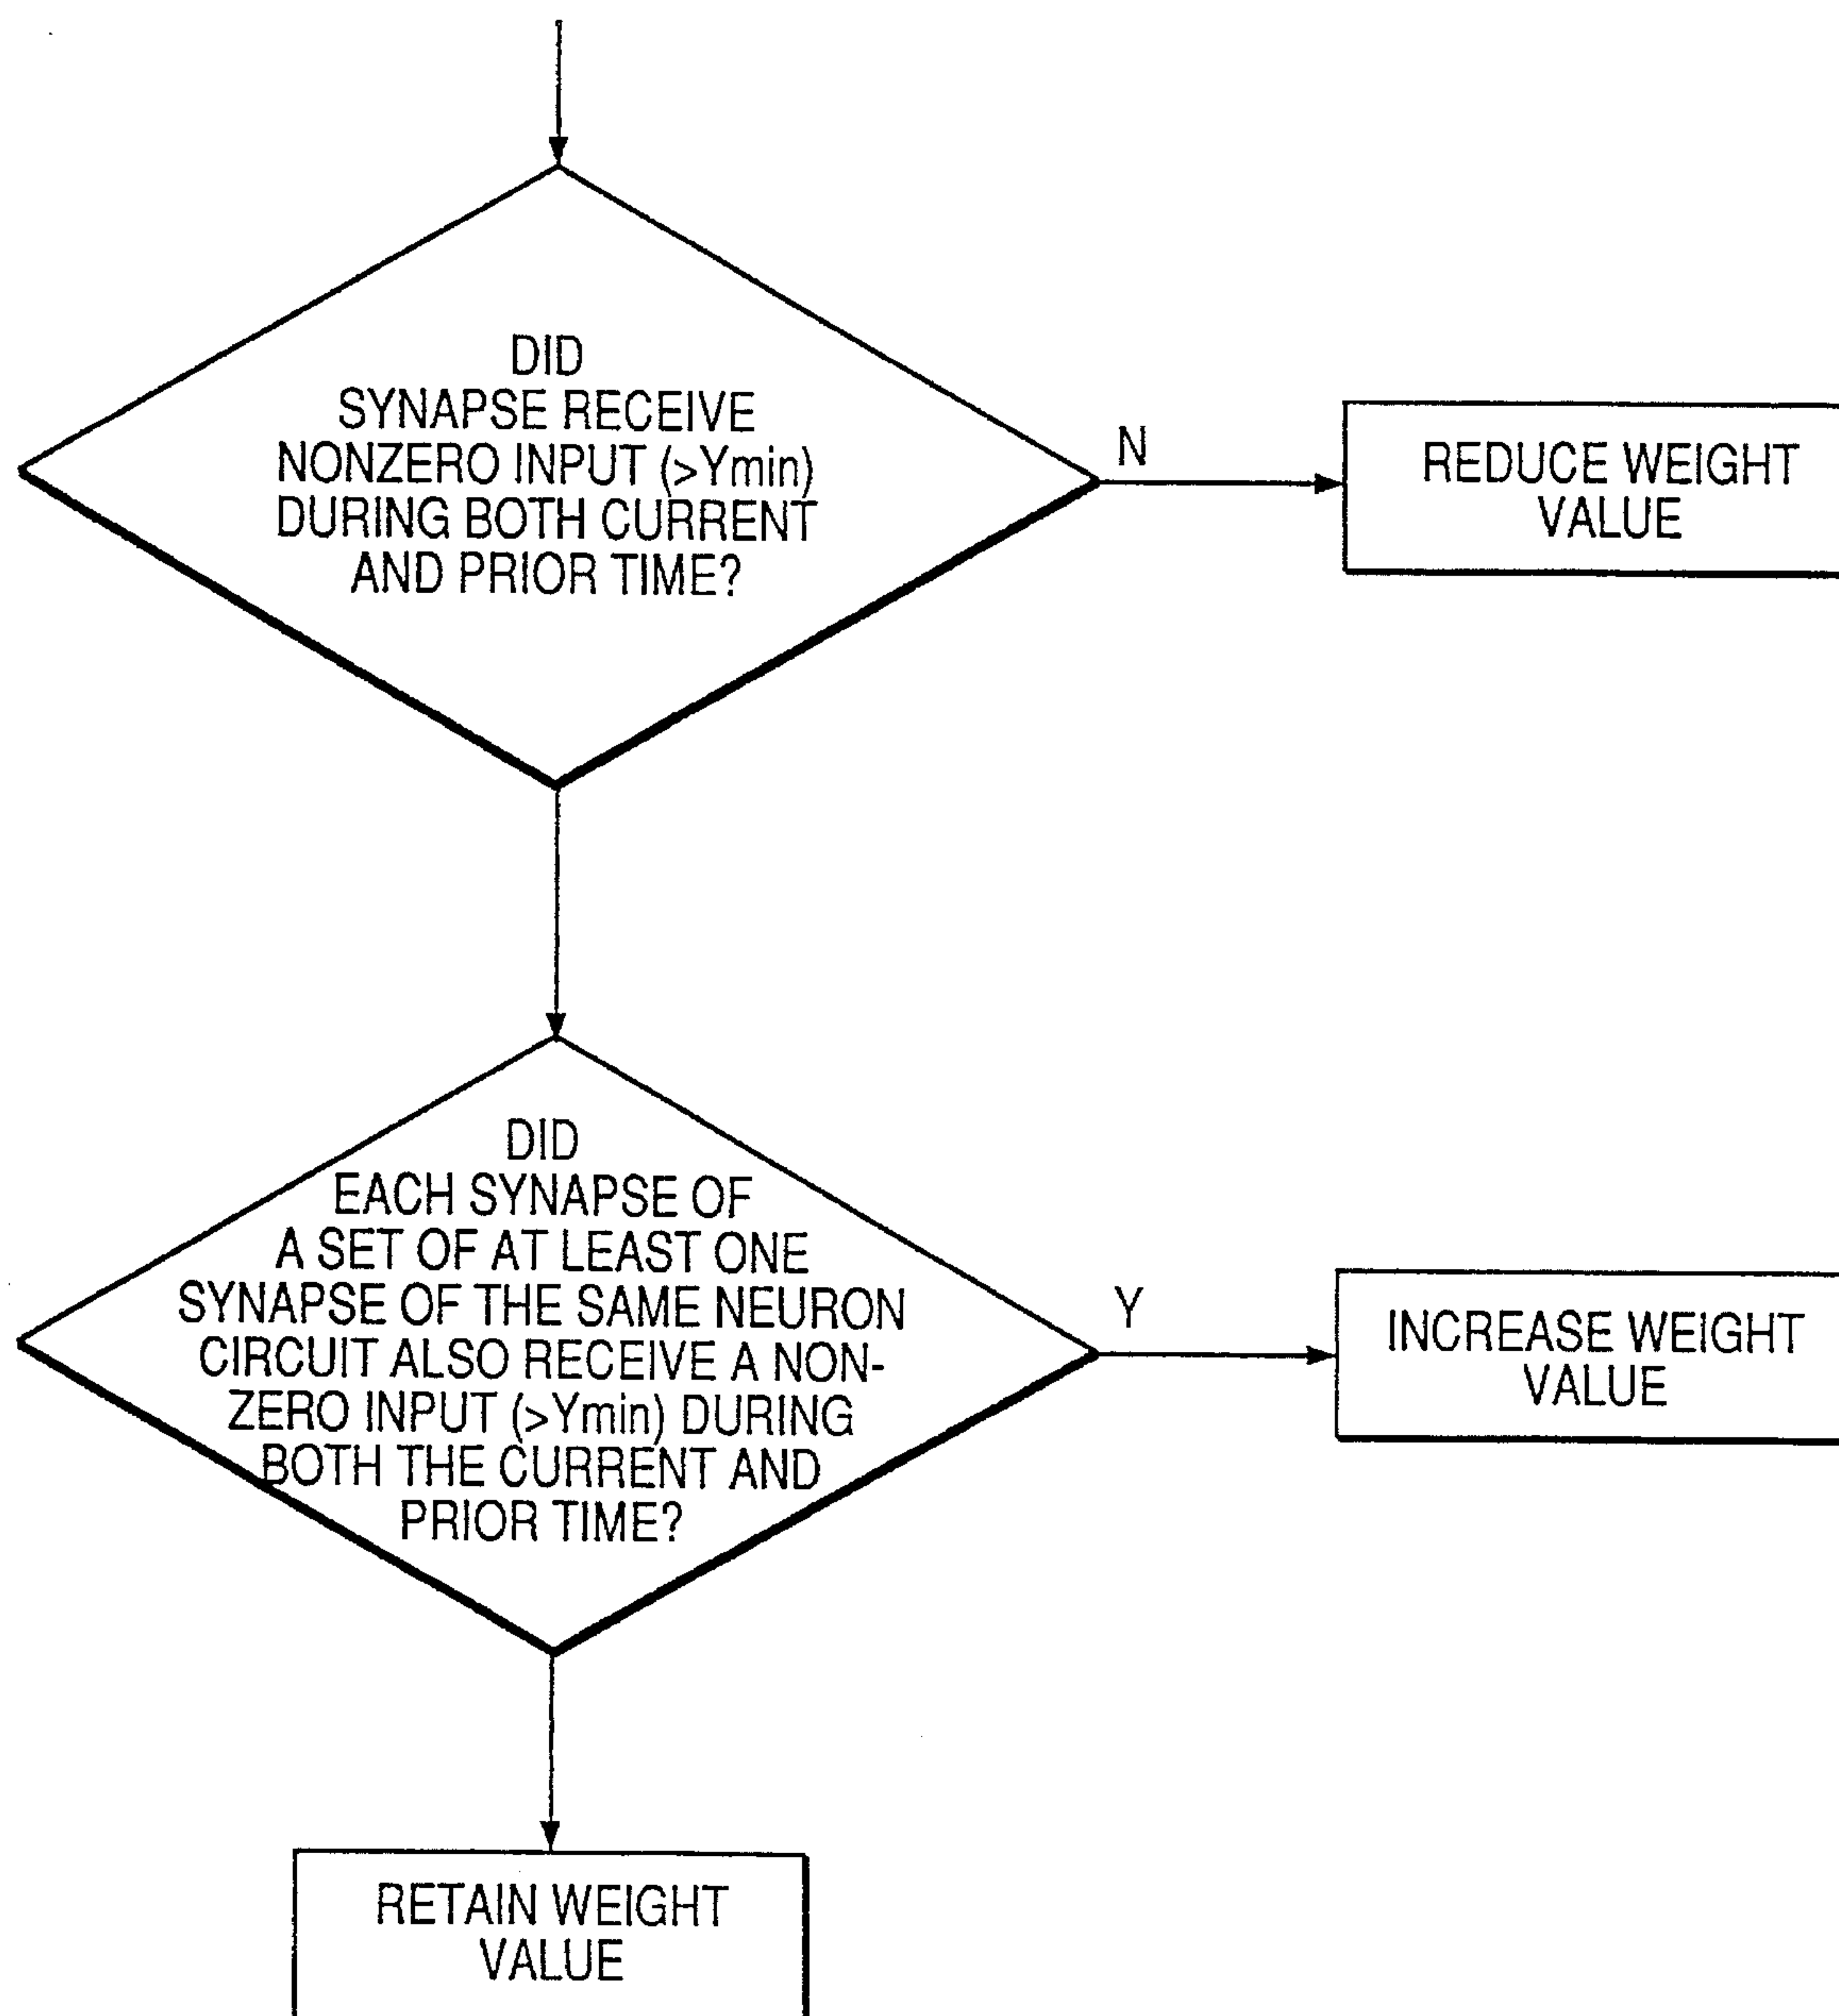 DID
SYNAPSE RECEIVE
NONZERO INPUT (>Ymin)
DURING BOTH CURRENT
AND PRIOR TIME?
N
REDUCE WEIGHT
VALUE
DID
EACH SYNAPSE OF
A SET OF AT LEAST ONE
SYNAPSE OF THE SAME NEURON
CIRCUIT ALSO RECEIVE A NON-
ZERO INPUT (>Ymin) DURING
BOTH THE CURRENT AND
PRIOR TIME?
Y
INCREASE WEIGHT
VALUE
RETAIN WEIGHT
VALUE